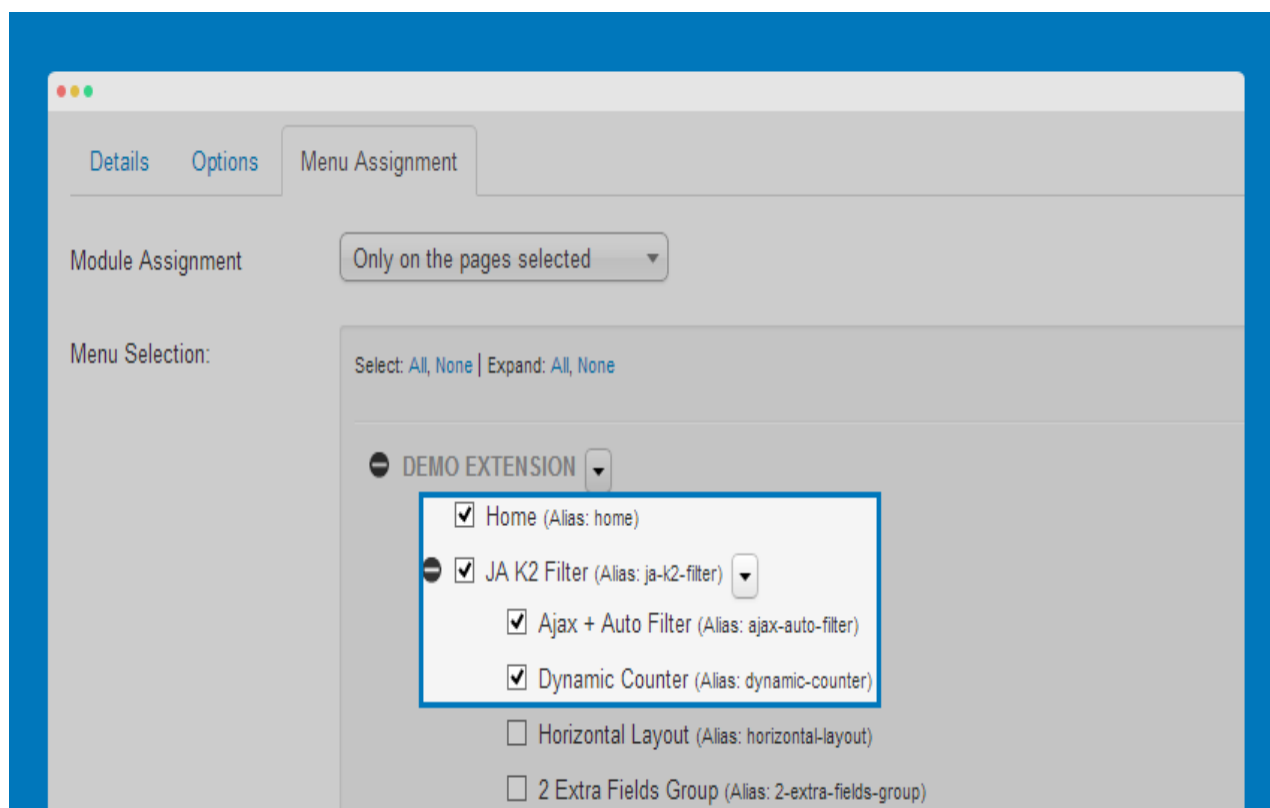 Details Options Menu Assignment
Module Assignment Only on the pages selected
Menu Selection: Select: All, None | Expand: All, None
DEMO EXTENSION
Home (Alias: home)
JA K2 Filter (Alias: ja-k2-filter)
Ajax + Auto Filter (Alias: ajax-auto-filter)
Dynamic Counter (Alias: dynamic-counter)
Horizontal Layout (Alias: horizontal-layout)
2 Extra Fields Group (Alias: 2-extra-fields-group)